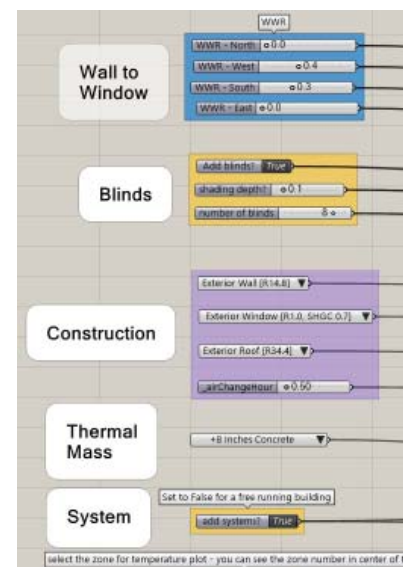 WWR
WWR - North 0.0
Wall to
Window
WWR - West 0.4
WWR - South 0.3
WWR - East 0.0
Blinds
Add blinds? True
shading depth? 0.1
number of blinds 8
Construction
Exterior Wall [R14.8]
Exterior Window [R1.0, SHGC 0.7]
Exterior Roof [R34.4]
_airChangeHour 0.50
Thermal
Mass
+8 Inches Concrete
Set to False for a free running building
System
add systems? True
select the zone for temperature plot - you can see the zone number in center of